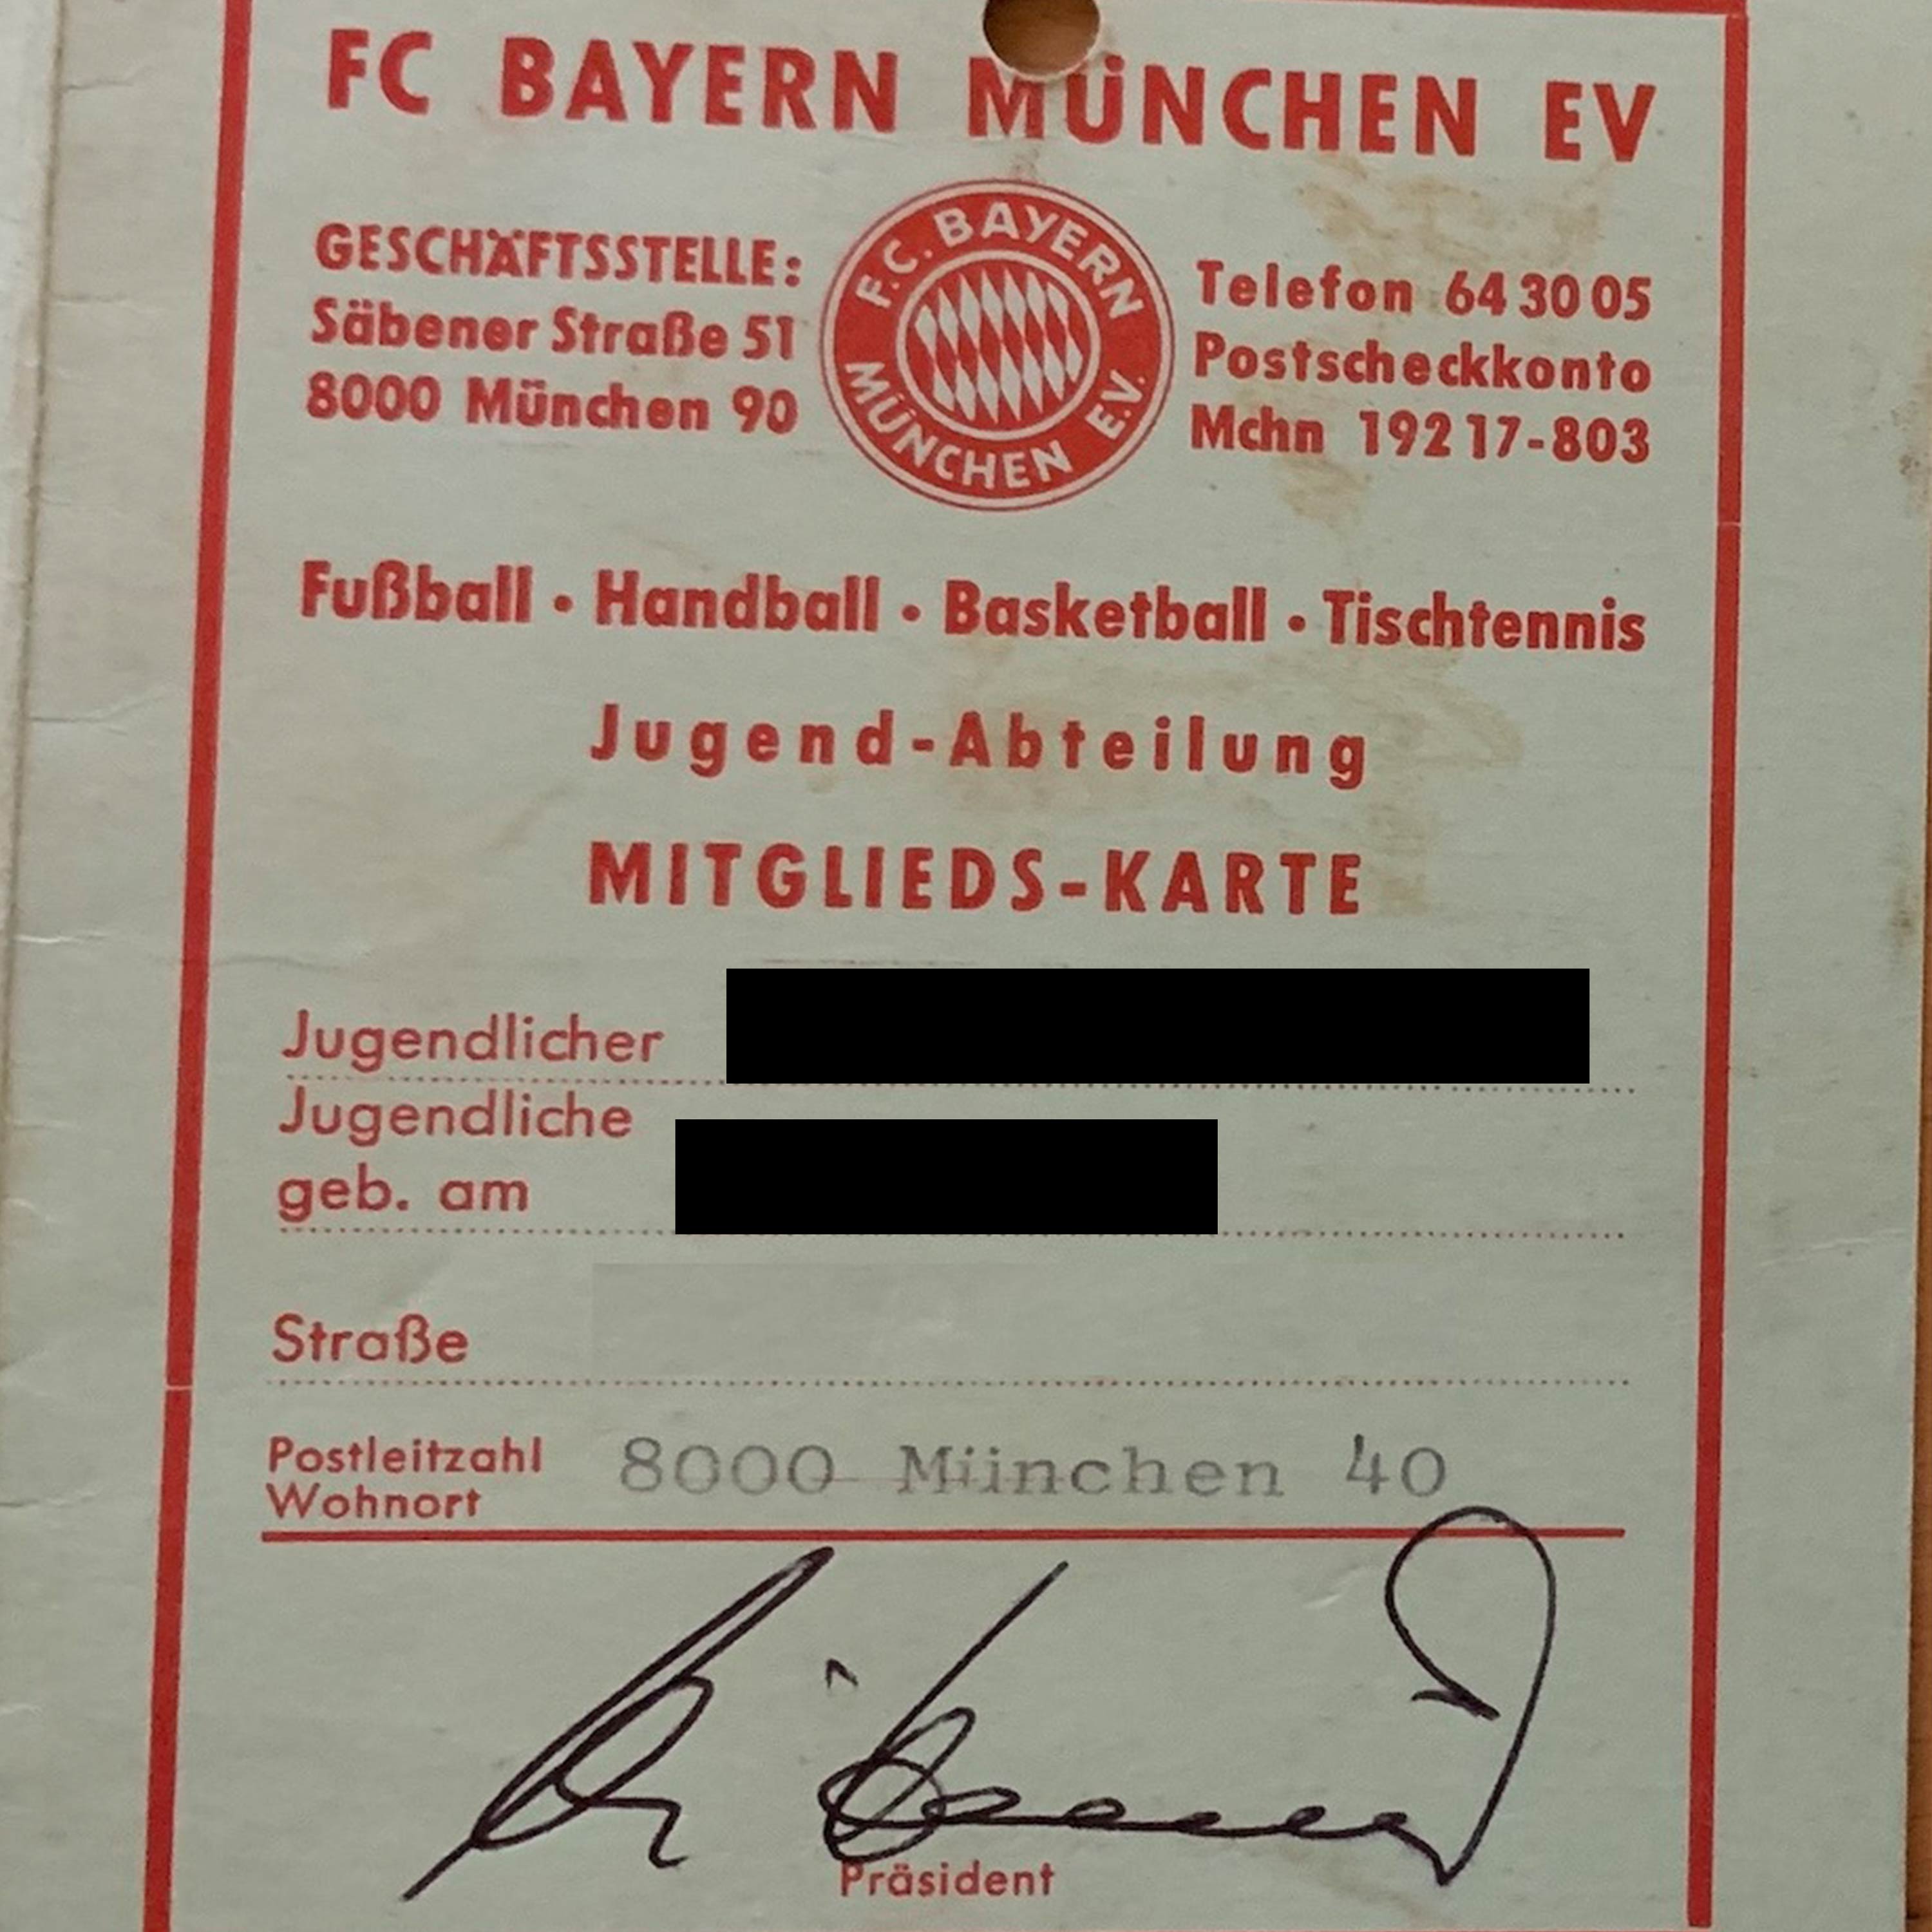 FC BAYERN MÜNCHEN EV
GESCHÄFTSSTELLE:
Säbener Straße 51
8000 München 90
F.C. BAYERN
MÜNCHEN E.V.
Telefon 64 30 05
Postscheckkonto
Mchn 192 17-803
Fußball • Handball • Basketball • Tischtennis
Jugend-Abteilung
MITGLIEDS-KARTE
Jugendlicher
Jugendliche
geb. am
Straße
Postleitzahl
Wohnort
8000 München 40
Präsident